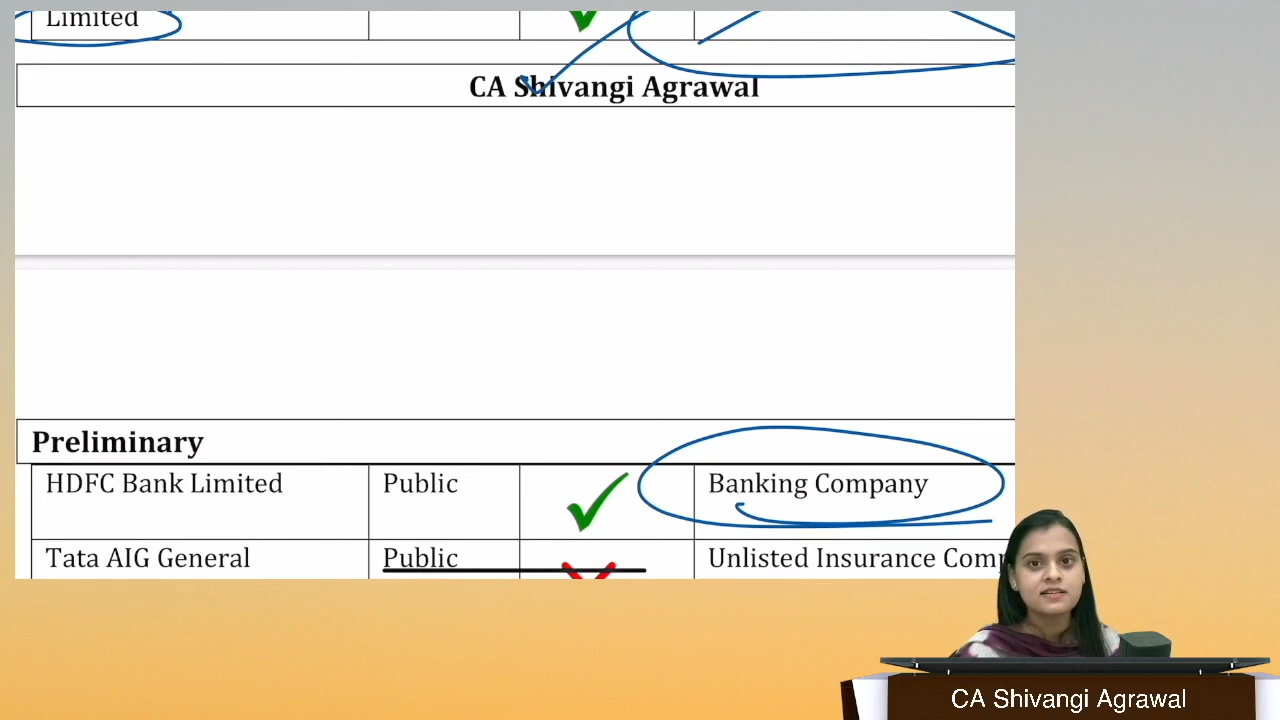 Limited
CA Shivangi Agrawal
Preliminary
HDFC Bank Limited Public Banking Company
Tata AIG General Public Unlisted Insurance
CA Shivangi Agrawal